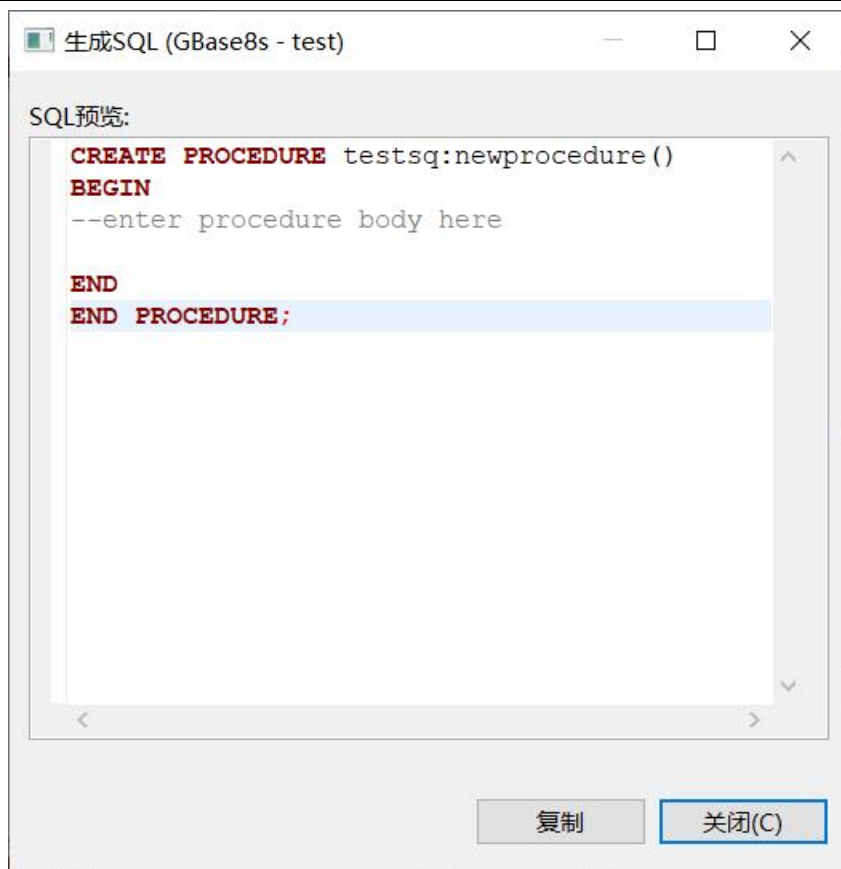 生成SQL (GBase8s - test)
SQL预览:
CREATE PROCEDURE testsq:newprocedure()
BEGIN
--enter procedure body here
END
END PROCEDURE;
复制
关闭(C)